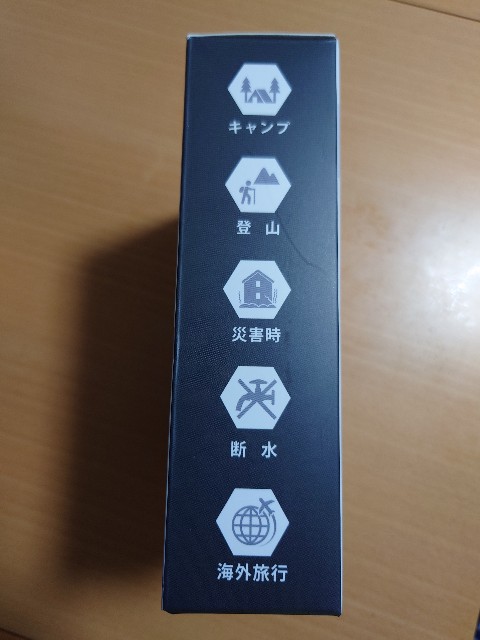 キャンプ
登山
災害時
断水
海外旅行